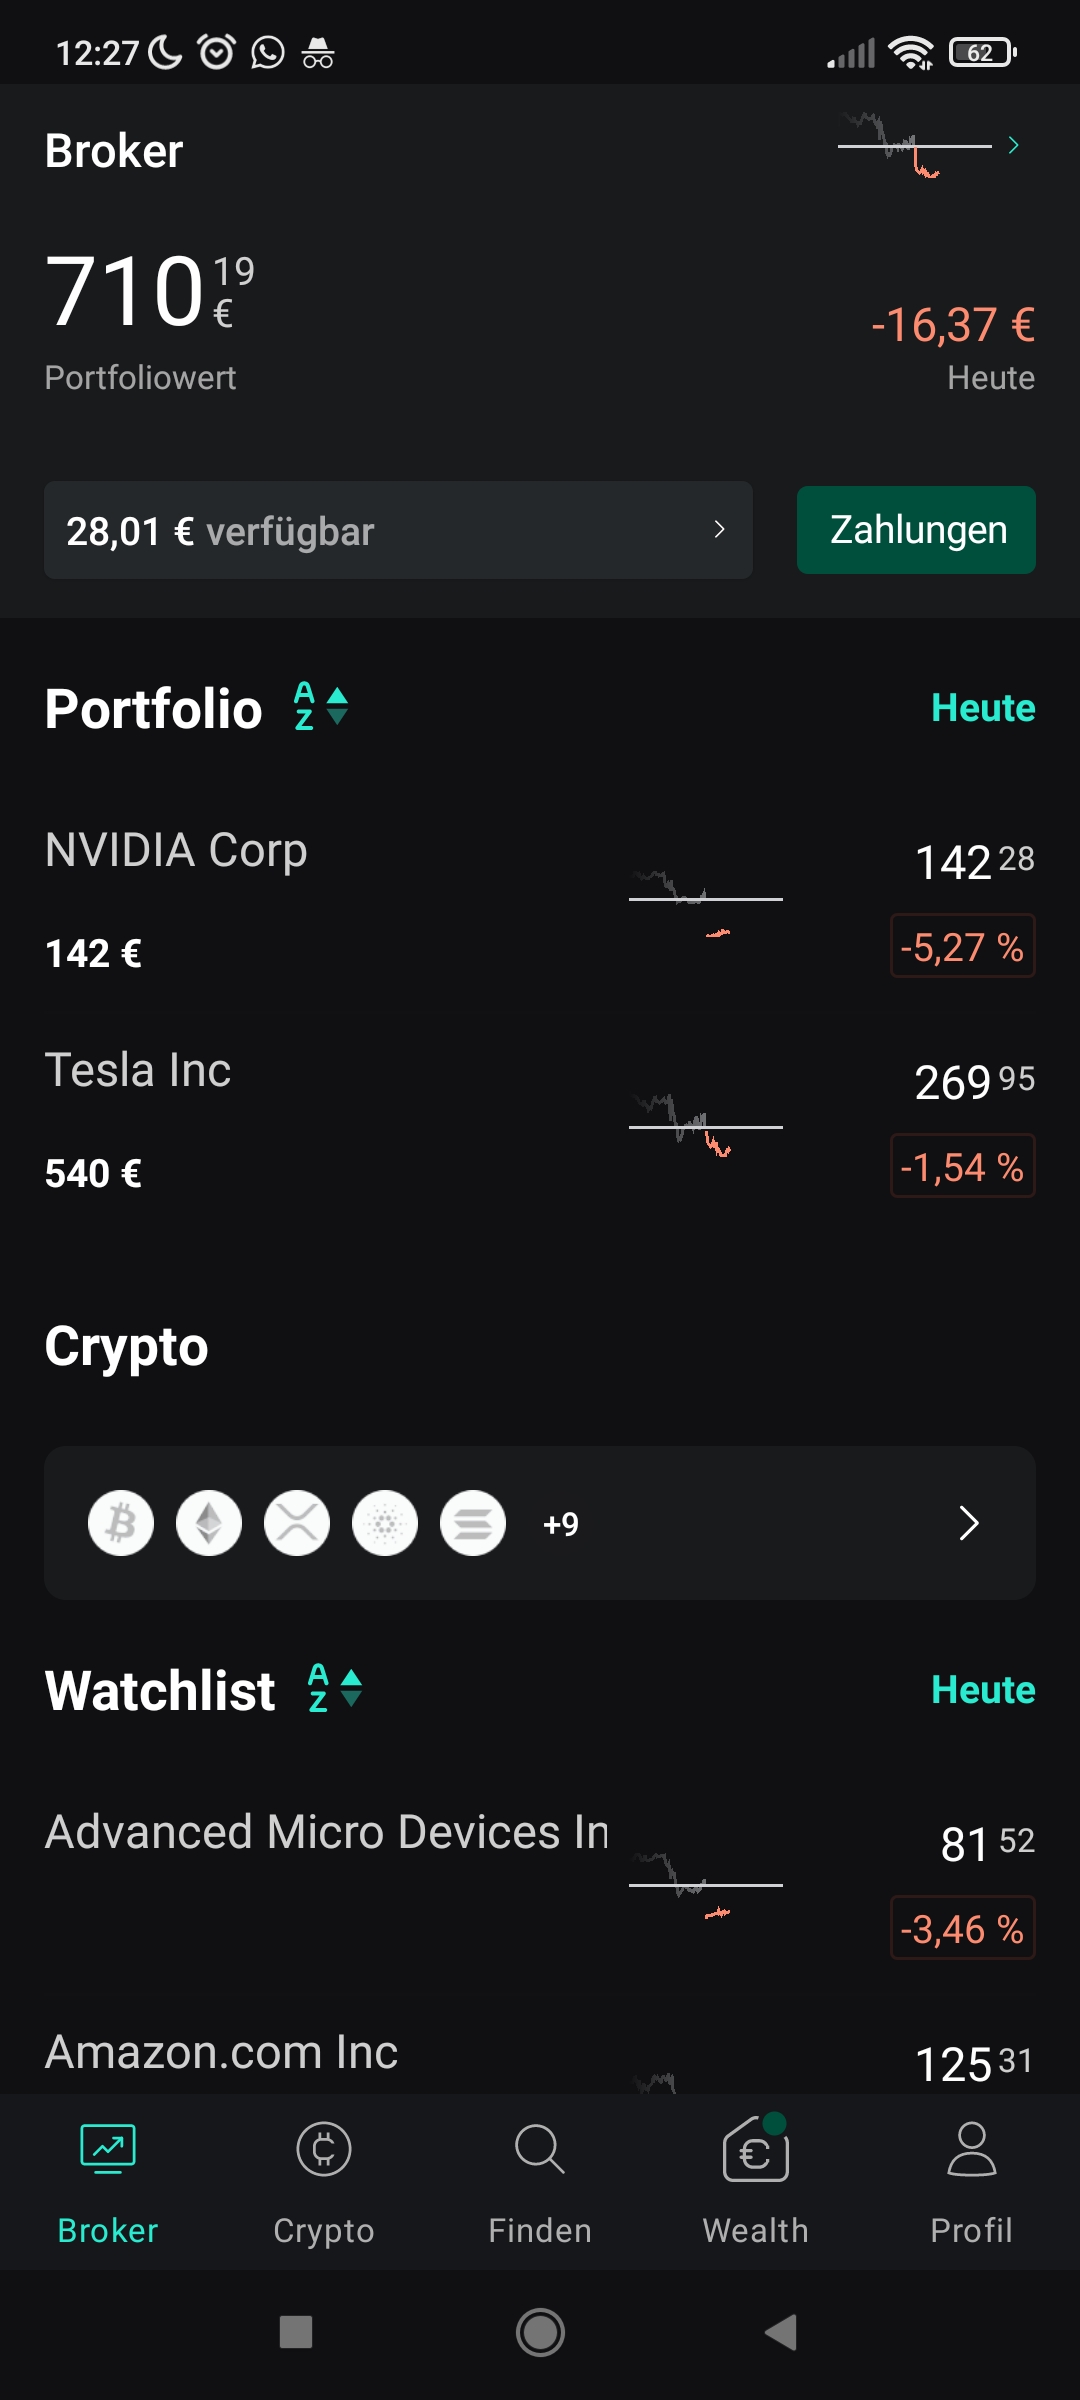 12:27
62
Broker
710 19 €
-16,37 €
Portfoliowert
Heute
28,01 € verfügbar
Zahlungen
Portfolio A Z
Heute
NVIDIA Corp
142 28
142 €
-5,27 %
Tesla Inc
269 95
540 €
-1,54 %
Crypto
+9
Watchlist A Z
Heute
Advanced Micro Devices In
81 52
-3,46 %
Amazon.com Inc
125 31
Broker
Crypto
Finden
Wealth
Profil